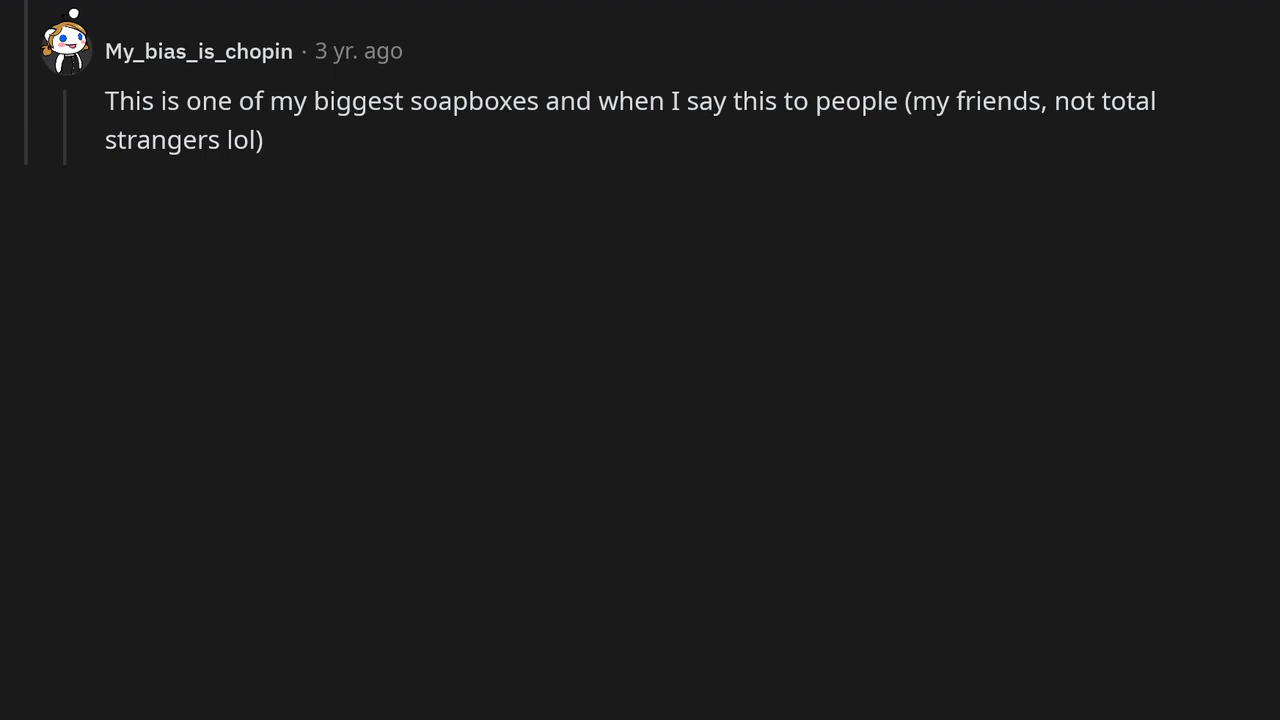 My_bias_is_chopin · 3 yr. ago
This is one of my biggest soapboxes and when I say this to people (my friends, not total
strangers lol)